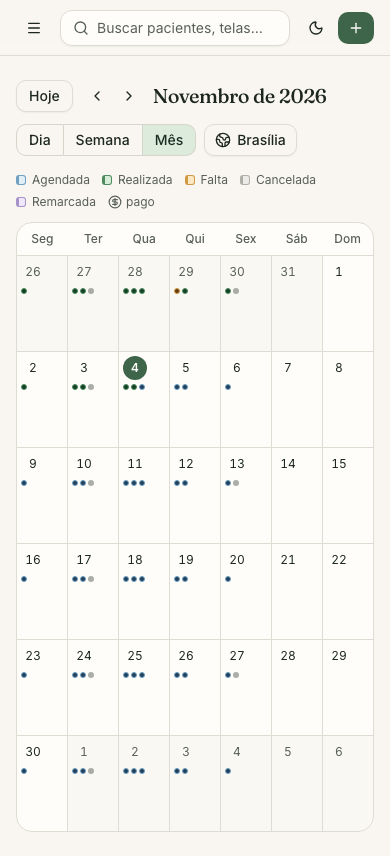 Buscar pacientes, telas...
Hoje
Novembro de 2026
Dia Semana Mês Brasília
Agendada Realizada Falta Cancelada
Remarcada pago
Seg Ter Qua Qui Sex Sáb Dom
26 27 28 29 30 31 1
2 3 4 5 6 7 8
9 10 11 12 13 14 15
16 17 18 19 20 21 22
23 24 25 26 27 28 29
30 1 2 3 4 5 6